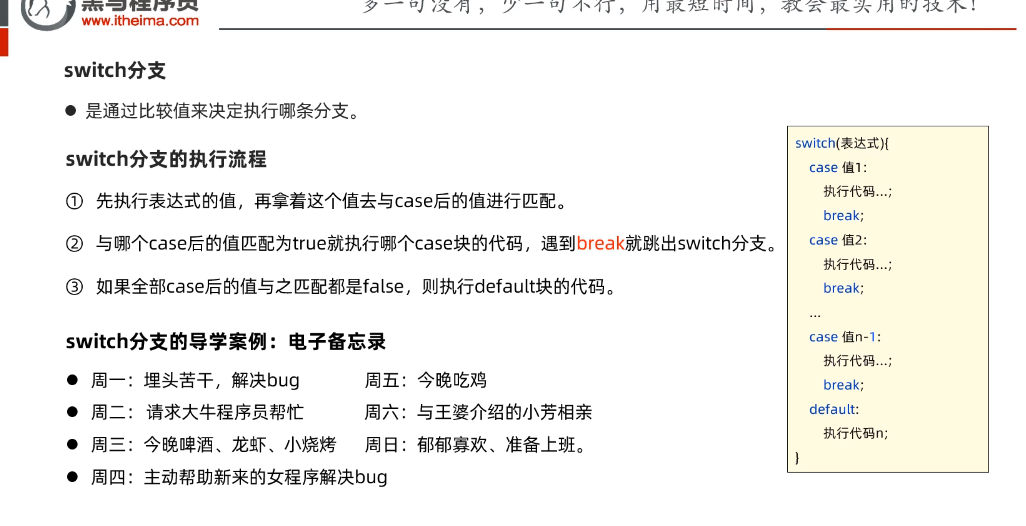 黑马程序员
www.itheima.com
多一句没有，少一句不行，用最短时间，教会最实用的技术！
switch分支
● 是通过比较值来决定执行哪条分支。
switch分支的执行流程
① 先执行表达式的值，再拿着这个值去与case后的值进行匹配。
② 与哪个case后的值匹配为true就执行哪个case块的代码，遇到break就跳出switch分支。
③ 如果全部case后的值与之匹配都是false，则执行default块的代码。
switch分支的导学案例：电子备忘录
● 周一：埋头苦干，解决bug 周五：今晚吃鸡
● 周二： 请求大牛程序员帮忙 周六：与王婆介绍的小芳相亲
● 周三：今晚啤酒、龙虾、小烧烤 周日：郁郁寡欢、准备上班。
● 周四：主动帮助新来的女程序解决bug
switch(表达式){
case 值1:
执行代码...;
break;
case 值2:
执行代码...;
break;
...
case 值n-1:
执行代码...;
break;
default:
执行代码n;
}